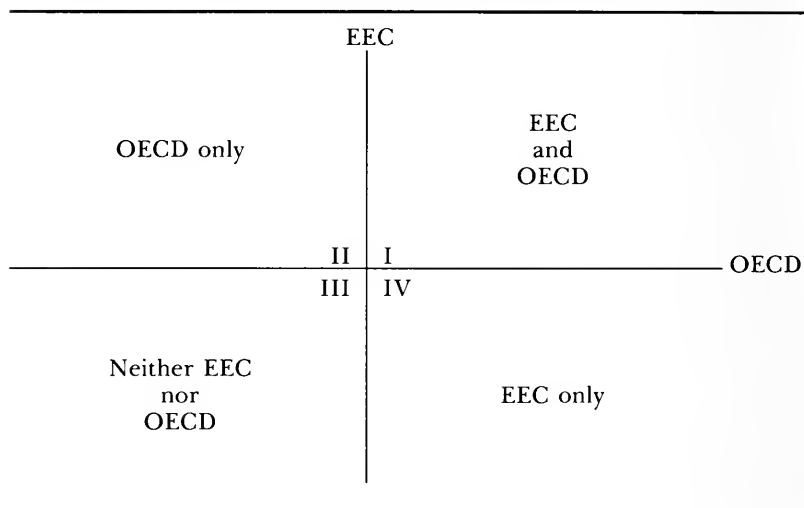 EEC
OECD only
EEC
and
OECD
II I
OECD
III IV
Neither EEC
nor
OECD
EEC only